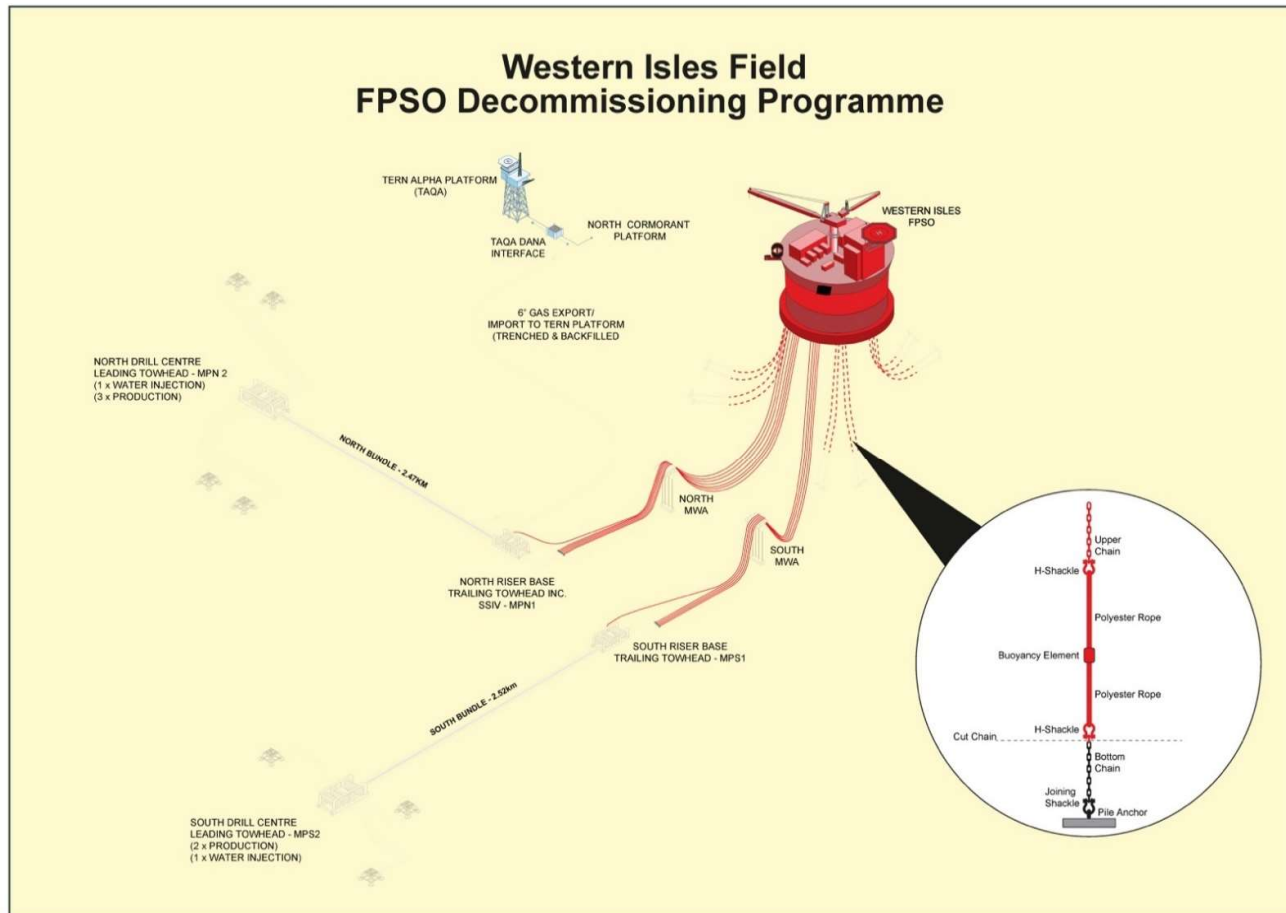 Western Isles Field
FPSO Decommissioning Programme
TERN ALPHA PLATFORM
(TAQA)
NORTH CORMORANT
PLATFORM
TAQA DANA
INTERFACE
WESTERN ISLES
FPSO
6" GAS EXPORT/
IMPORT TO TERN PLATFORM
(TRENCHED & BACKFILLED
NORTH DRILL CENTRE
LEADING TOWHEAD - MPN 2
(1 x WATER INJECTION)
(3 x PRODUCTION)
NORTH BUNDLE - 2.47KM
NORTH
MWA
SOUTH
MWA
NORTH RISER BASE
TRAILING TOWHEAD INC.
SSIV - MPN1
SOUTH RISER BASE
TRAILING TOWHEAD - MPS1
SOUTH BUNDLE - 2.52km
SOUTH DRILL CENTRE
LEADING TOWHEAD - MPS2
(2 x PRODUCTION)
(1 x WATER INJECTION)
Upper
Chain
H-Shackle
Polyester Rope
Buoyancy Element
Polyester Rope
H-Shackle
Cut Chain
Bottom
Chain
Joining
Shackle
Pile Anchor